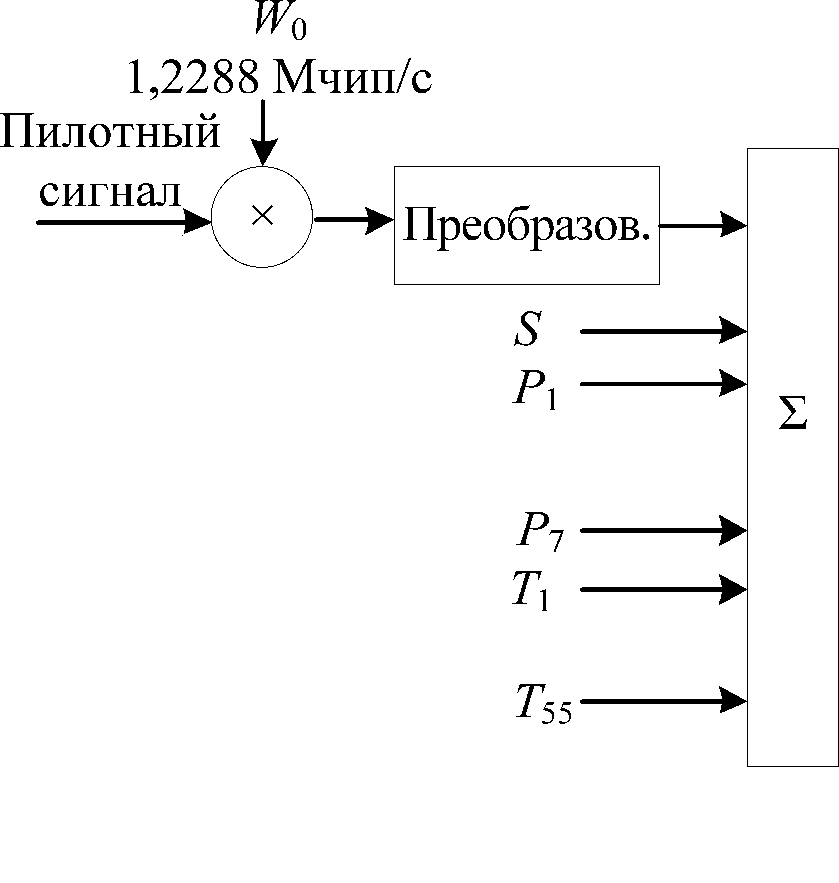 W0
1,2288 Мчип/с
Пилотный
сигнал
×
Преобразов.
S
P1
Σ
P7
T1
T55